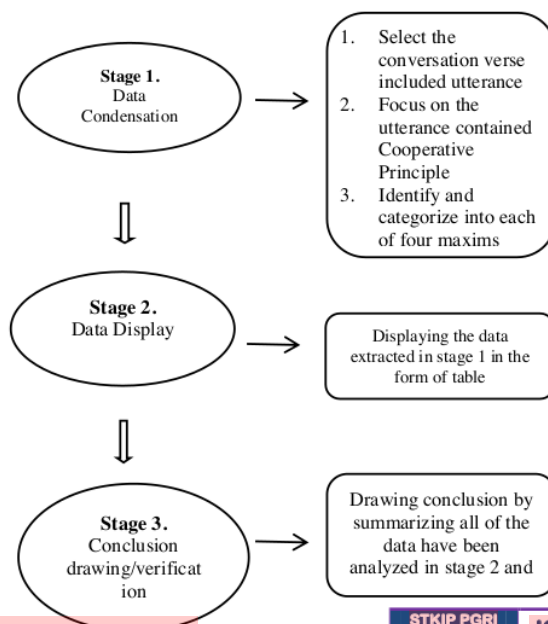 Stage 1.
Data
Condensation
1. Select the
conversation verse
included utterance
2. Focus on the
utterance contained
Cooperative
Principle
3. Identify and
categorize into each
of four maxims
Stage 2.
Data Display
Displaying the data
extracted in stage 1 in the
form of table
Stage 3.
Conclusion
drawing/verificat
ion
Drawing conclusion by
summarizing all of the
data have been
analyzed in stage 2 and
STKIP PGRI